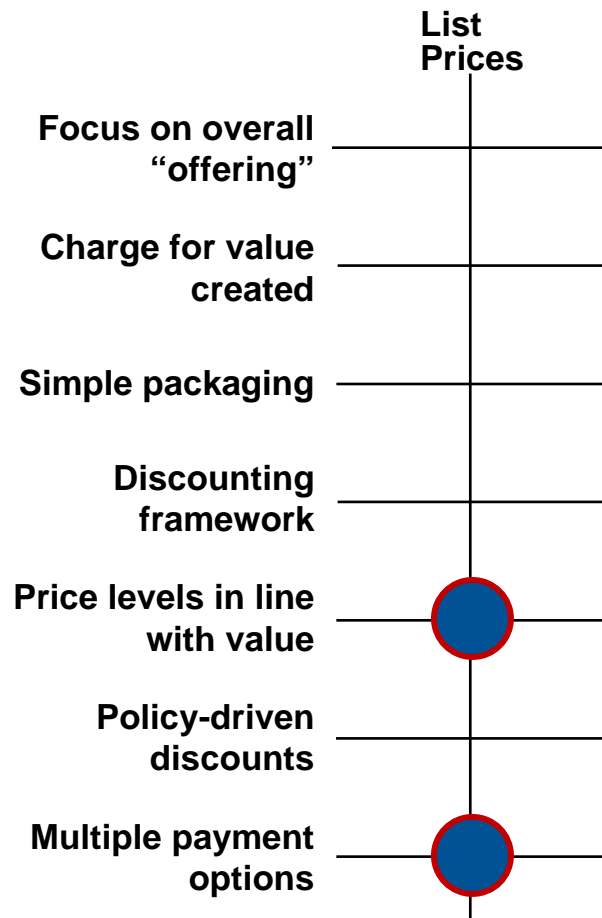 List
Prices
Focus on overall
“offering”
Charge for value
created
Simple packaging
Discounting
framework
Price levels in line
with value
Policy-driven
discounts
Multiple payment
options